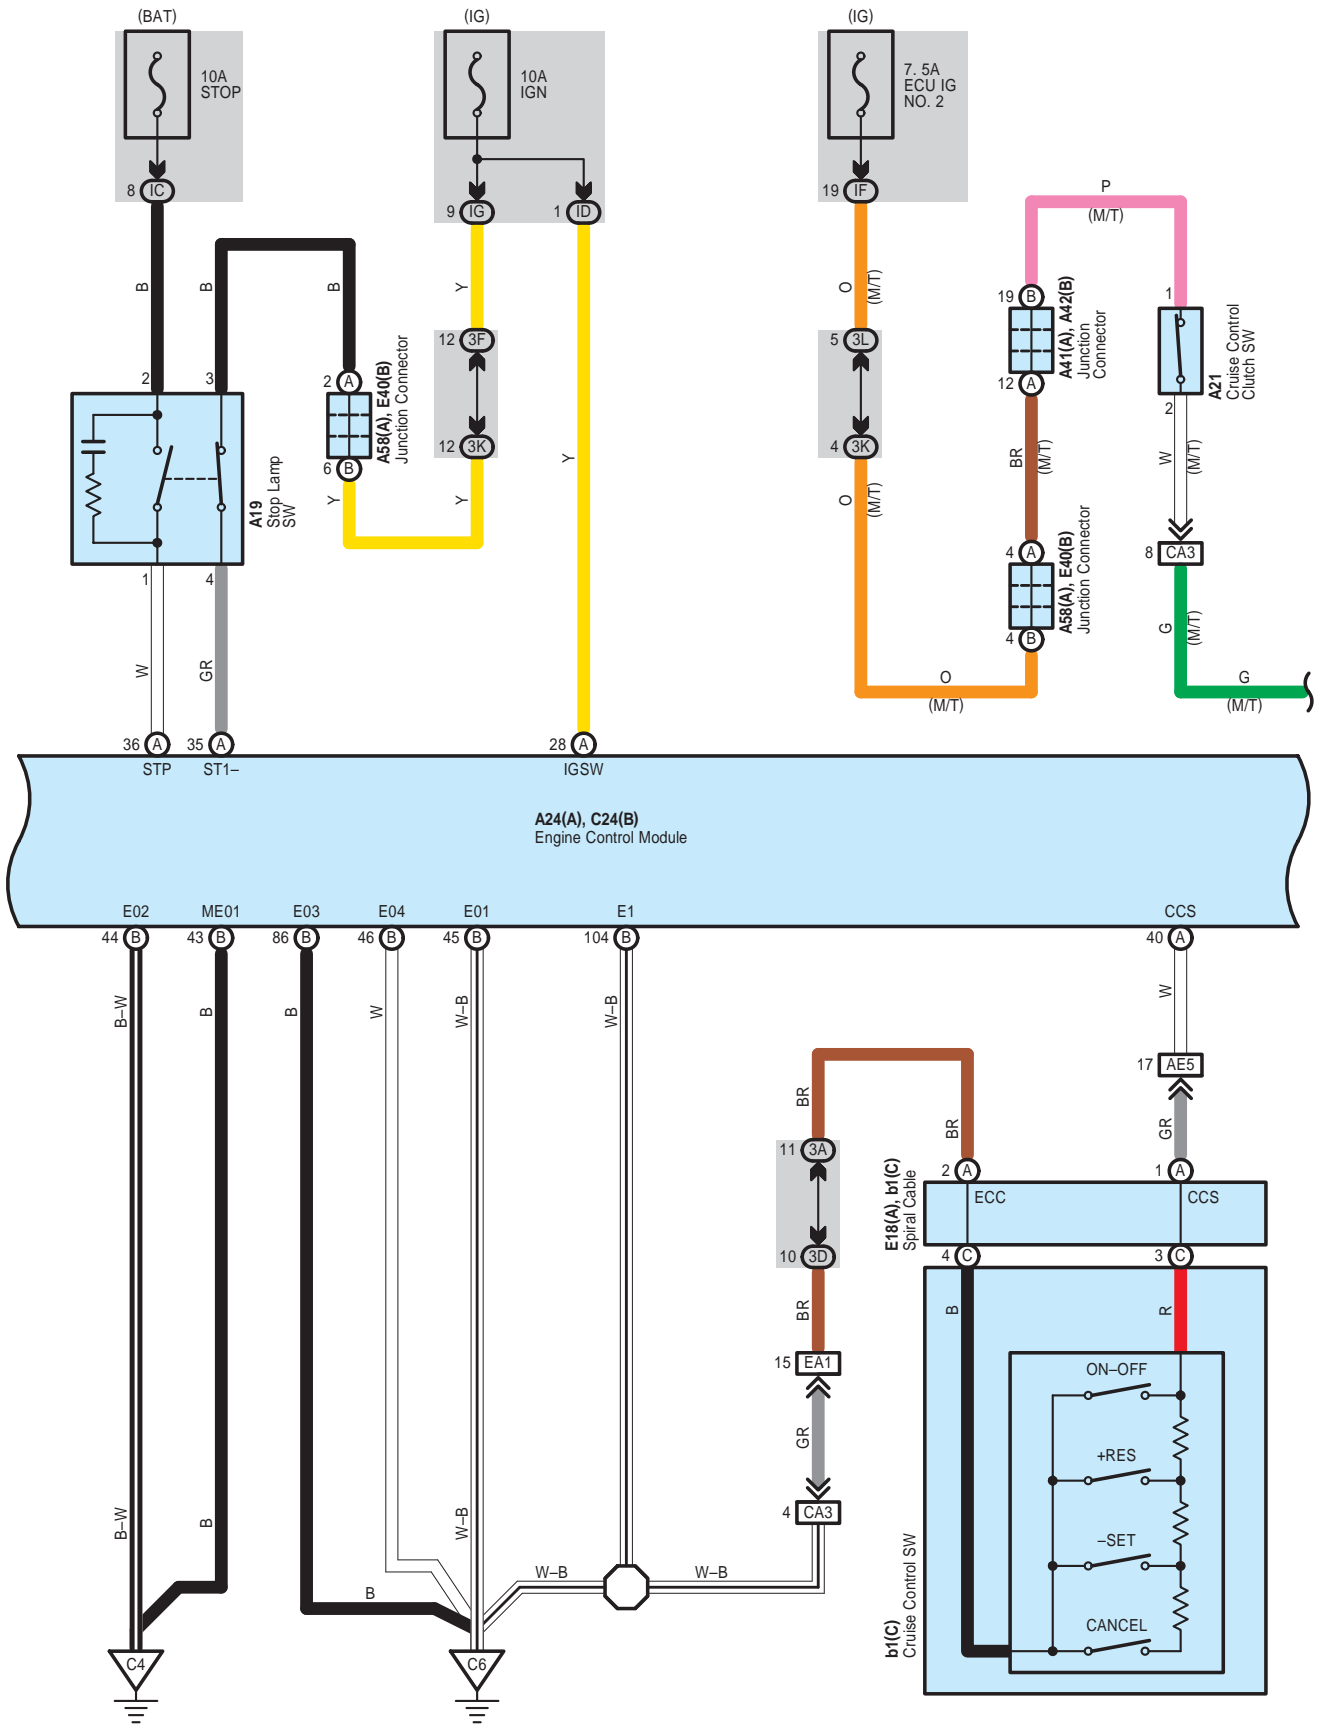 (BAT)
(IG)
(IG)
10A
STOP
10A
IGN
7. 5A
ECU IG
NO. 2
8 IC
9 IG
1 ID
19 IF
P
(M/T)
B
B
B
Y
Y
O
(M/T)
19 B
A41(A), A42(B)
Junction
Connector
12 A
1
A21
Cruise Control
Clutch SW
2
12 3F
12 3K
5 3L
4 3K
2
3
2 A
A58(A), E40(B)
Junction Connector
6 B
A19
Stop Lamp
SW
Y
Y
O
(M/T)
BR
(M/T)
W
(M/T)
4 A
A58(A), E40(B)
Junction Connector
4 B
8 CA3
G
(M/T)
1
4
W
GR
O
(M/T)
G
(M/T)
36 A
35 A
28 A
STP
ST1–
IGSW
A24(A), C24(B)
Engine Control Module
E02
ME01
E03
E04
E01
E1
CCS
44 B
43 B
86 B
46 B
45 B
104 B
40 A
B–W
B
B
W
W–B
W–B
W
17 AE5
BR
BR
GR
11 3A
10 3D
2 A
1 A
E18(A), b1(C)
Spiral Cable
ECC
CCS
4 C
3 C
BR
B
R
15 EA1
GR
4 CA3
ON–OFF
+RES
–SET
CANCEL
b1(C)
Cruise Control SW
B–W
B
W–B
B
W–B
W–B
C4
C6